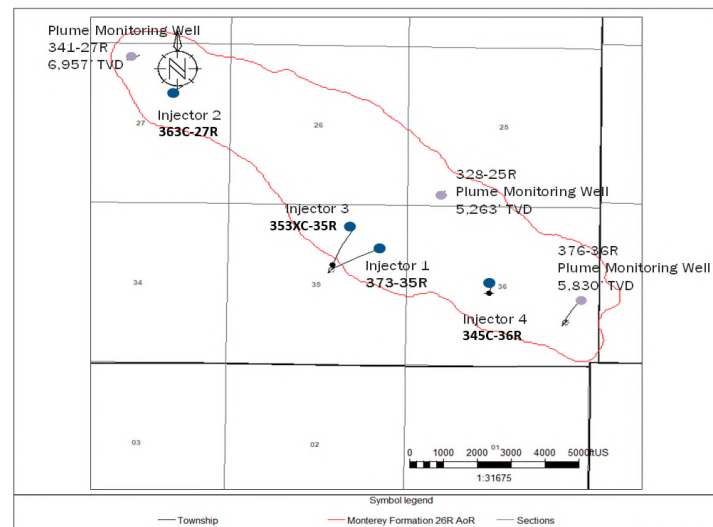 Plume Monitoring Well
341-27R
6,957' TVD
N
Injector 2
363C-27R
27
26
25
328-25R
Plume Monitoring Well
5,263' TVD
Injector 3
353XC-35R
376-36R
Plume Monitoring Well
5,830' TVD
Injector 1
373-35R
34
35
36
Injector 4
345C-36R
03
02
01
0 1000 2000 3000 4000 5000ftUS
1:31675
Symbol legend
Township
Monterey Formation 26R AoR
Sections